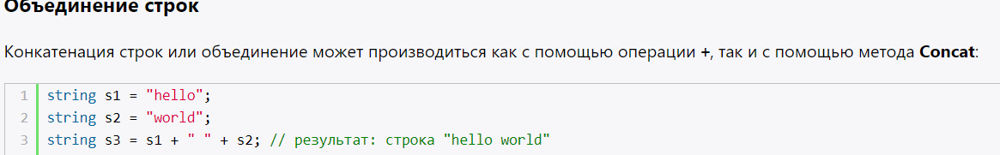 Объединение строк
Конкатенация строк или объединение может производиться как с помощью операции +, так и с помощью метода Concat:
1 string s1 = "hello";
2 string s2 = "world";
3 string s3 = s1 + " " + s2; // результат: строка "hello world"